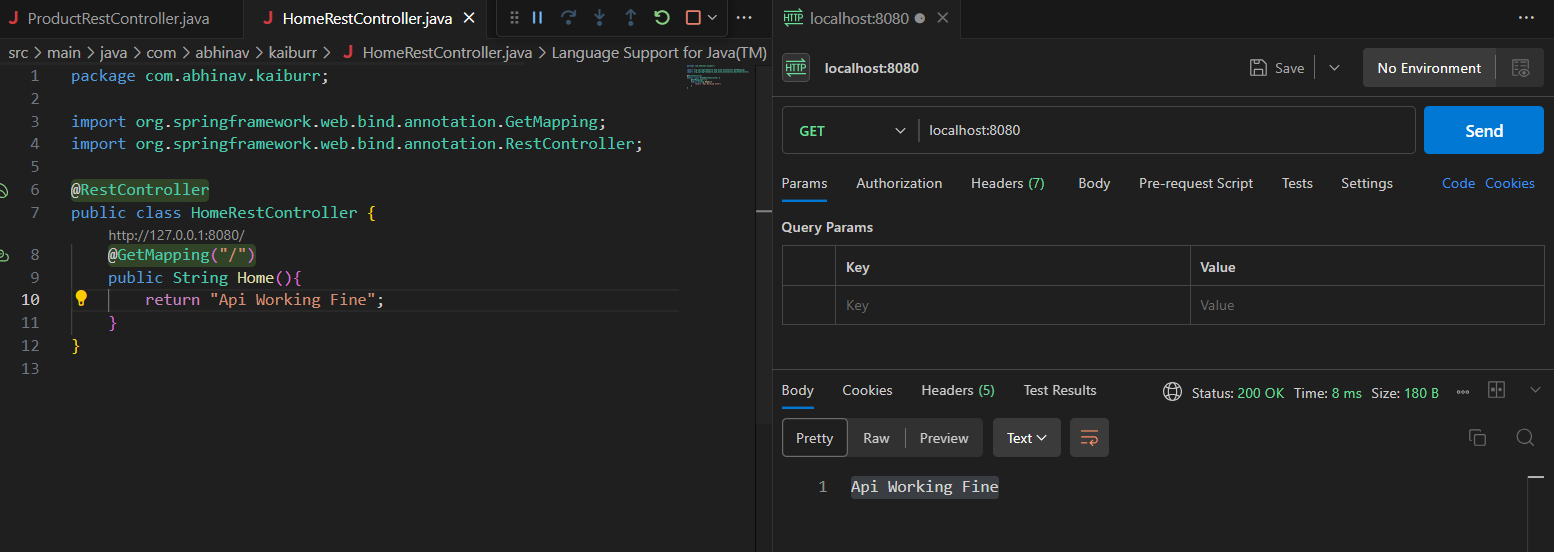 ProductRestController.java
HomeRestController.java
src > main > java > com > abhinav > kaiburr > J HomeRestController.java > Language Support for Java(TM)
1 package com.abhinav.kaiburr;
2
3 import org.springframework.web.bind.annotation.GetMapping;
4 import org.springframework.web.bind.annotation.RestController;
5
6 @RestController
7 public class HomeRestController {
http://127.0.0.1:8080/
8 @GetMapping("/")
9 public String Home(){
10 return "Api Working Fine";
11 }
12 }
13
HTTP localhost:8080
HTTP localhost:8080
Save
No Environment
GET localhost:8080
Send
Params Authorization Headers (7) Body Pre-request Script Tests Settings Code Cookies
Query Params
Key Value
Key Value
Body Cookies Headers (5) Test Results Status: 200 OK Time: 8 ms Size: 180 B
Pretty Raw Preview Text
1 Api Working Fine